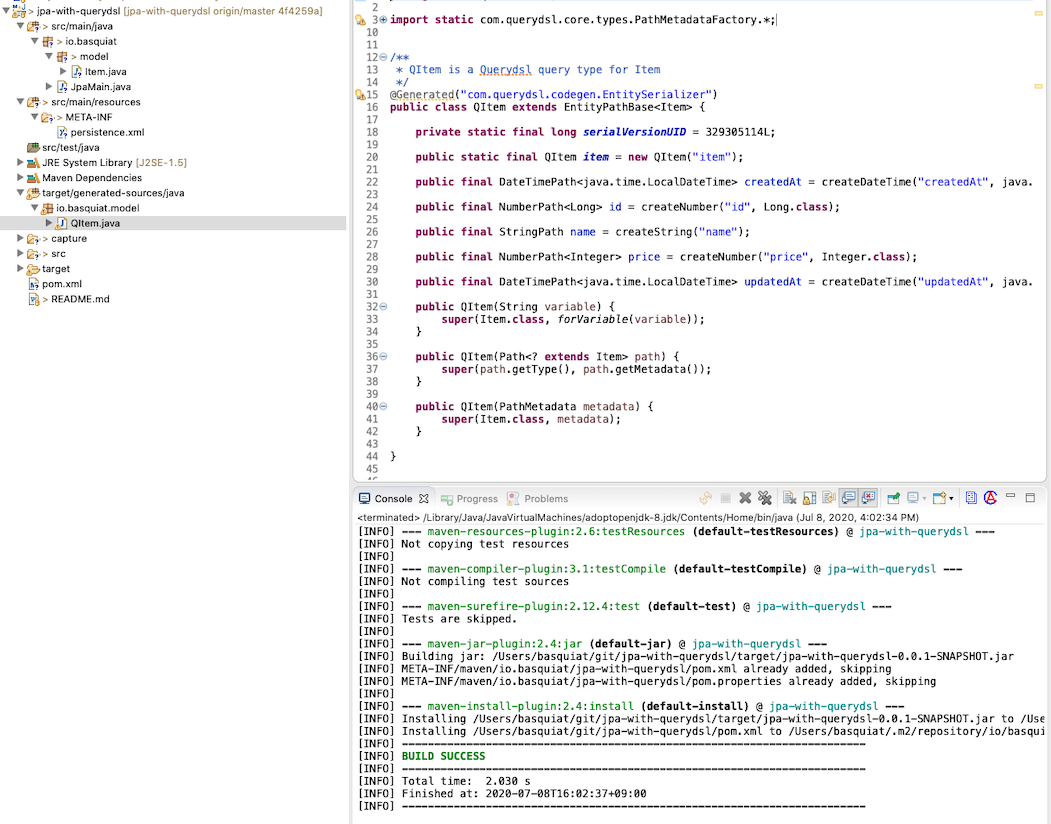 > jpa-with-querydsl [jpa-with-querydsl origin/master 4f4259a]
> src/main/java
> io.basquiat
> model
Item.java
> JpaMain.java
> src/main/resources
> META-INF
persistence.xml
src/test/java
JRE System Library [J2SE-1.5]
Maven Dependencies
target/generated-sources/java
io.basquiat.model
QItem.java
> capture
> src
target
pom.xml
> README.md
2
3 import static com.querydsl.core.types.PathMetadataFactory.*;
10
11
12 /**
13 * QItem is a Querydsl query type for Item
14 */
15 @Generated("com.querydsl.codegen.EntitySerializer")
16 public class QItem extends EntityPathBase<Item> {
17
18 private static final long serialVersionUID = 329305114L;
19
20 public static final QItem item = new QItem("item");
21
22 public final DateTimePath<java.time.LocalDateTime> createdAt = createDateTime("createdAt", java.
23
24 public final NumberPath<Long> id = createNumber("id", Long.class);
25
26 public final StringPath name = createString("name");
27
28 public final NumberPath<Integer> price = createNumber("price", Integer.class);
29
30 public final DateTimePath<java.time.LocalDateTime> updatedAt = createDateTime("updatedAt", java.
31
32 public QItem(String variable) {
33 super(Item.class, forVariable(variable));
34 }
35
36 public QItem(Path<? extends Item> path) {
37 super(path.getType(), path.getMetadata());
38 }
39
40 public QItem(PathMetadata metadata) {
41 super(Item.class, metadata);
42 }
43
44 }
45
Console Progress Problems
<terminated> /Library/Java/JavaVirtualMachines/adoptopenjdk-8.jdk/Contents/Home/bin/java (Jul 8, 2020, 4:02:34 PM)
[INFO] --- maven-resources-plugin:2.6:testResources (default-testResources) @ jpa-with-querydsl ---
[INFO] Not copying test resources
[INFO]
[INFO] --- maven-compiler-plugin:3.1:testCompile (default-testCompile) @ jpa-with-querydsl ---
[INFO] Not compiling test sources
[INFO]
[INFO] --- maven-surefire-plugin:2.12.4:test (default-test) @ jpa-with-querydsl ---
[INFO] Tests are skipped.
[INFO]
[INFO] --- maven-jar-plugin:2.4:jar (default-jar) @ jpa-with-querydsl ---
[INFO] Building jar: /Users/basquiat/git/jpa-with-querydsl/target/jpa-with-querydsl-0.0.1-SNAPSHOT.jar
[INFO] META-INF/maven/io.basquiat/jpa-with-querydsl/pom.xml already added, skipping
[INFO] META-INF/maven/io.basquiat/jpa-with-querydsl/pom.properties already added, skipping
[INFO]
[INFO] --- maven-install-plugin:2.4:install (default-install) @ jpa-with-querydsl ---
[INFO] Installing /Users/basquiat/git/jpa-with-querydsl/target/jpa-with-querydsl-0.0.1-SNAPSHOT.jar to /Use
[INFO] Installing /Users/basquiat/git/jpa-with-querydsl/pom.xml to /Users/basquiat/.m2/repository/io/basqui
[INFO] ------------------------------------------------------------------------
[INFO] BUILD SUCCESS
[INFO] ------------------------------------------------------------------------
[INFO] Total time: 2.030 s
[INFO] Finished at: 2020-07-08T16:02:37+09:00
[INFO] ------------------------------------------------------------------------